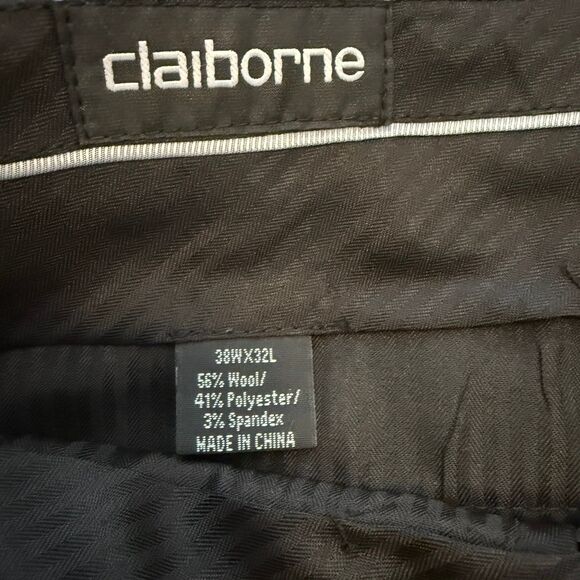 claiborne
38WX32L
56% Wool/
41% Polyester/
3% Spandex
MADE IN CHINA